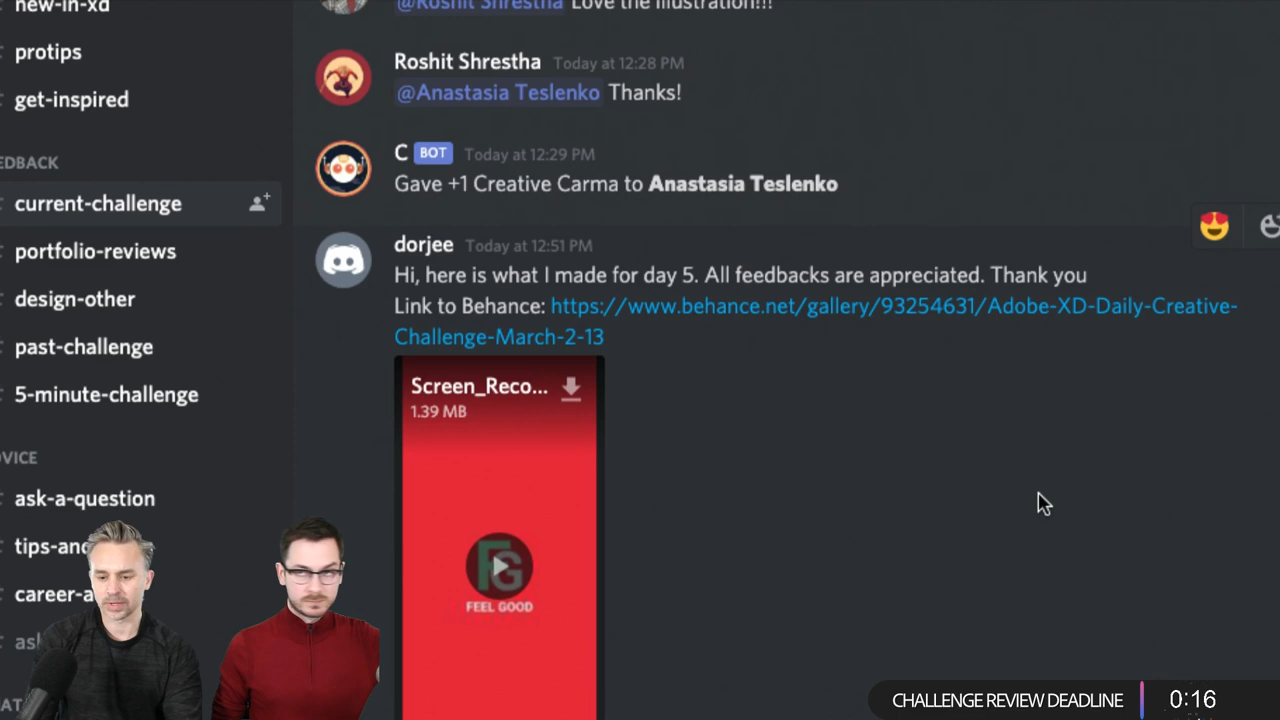 new-in-xd
protips
get-inspired
EDBACK
current-challenge
portfolio-reviews
design-other
past-challenge
5-minute-challenge
VICE
ask-a-question
tips-an
career-a
as
AT
@Roshit Shrestha Love the illustration!!!
Roshit Shrestha Today at 12:28 PM
@Anastasia Teslenko Thanks!
C BOT Today at 12:29 PM
Gave +1 Creative Carma to Anastasia Teslenko
dorjee Today at 12:51 PM
Hi, here is what I made for day 5. All feedbacks are appreciated. Thank you
Link to Behance: https://www.behance.net/gallery/93254631/Adobe-XD-Daily-Creative-
Challenge-March-2-13
Screen_Reco...
1.39 MB
FG
FEEL GOOD
CHALLENGE REVIEW DEADLINE 0:16